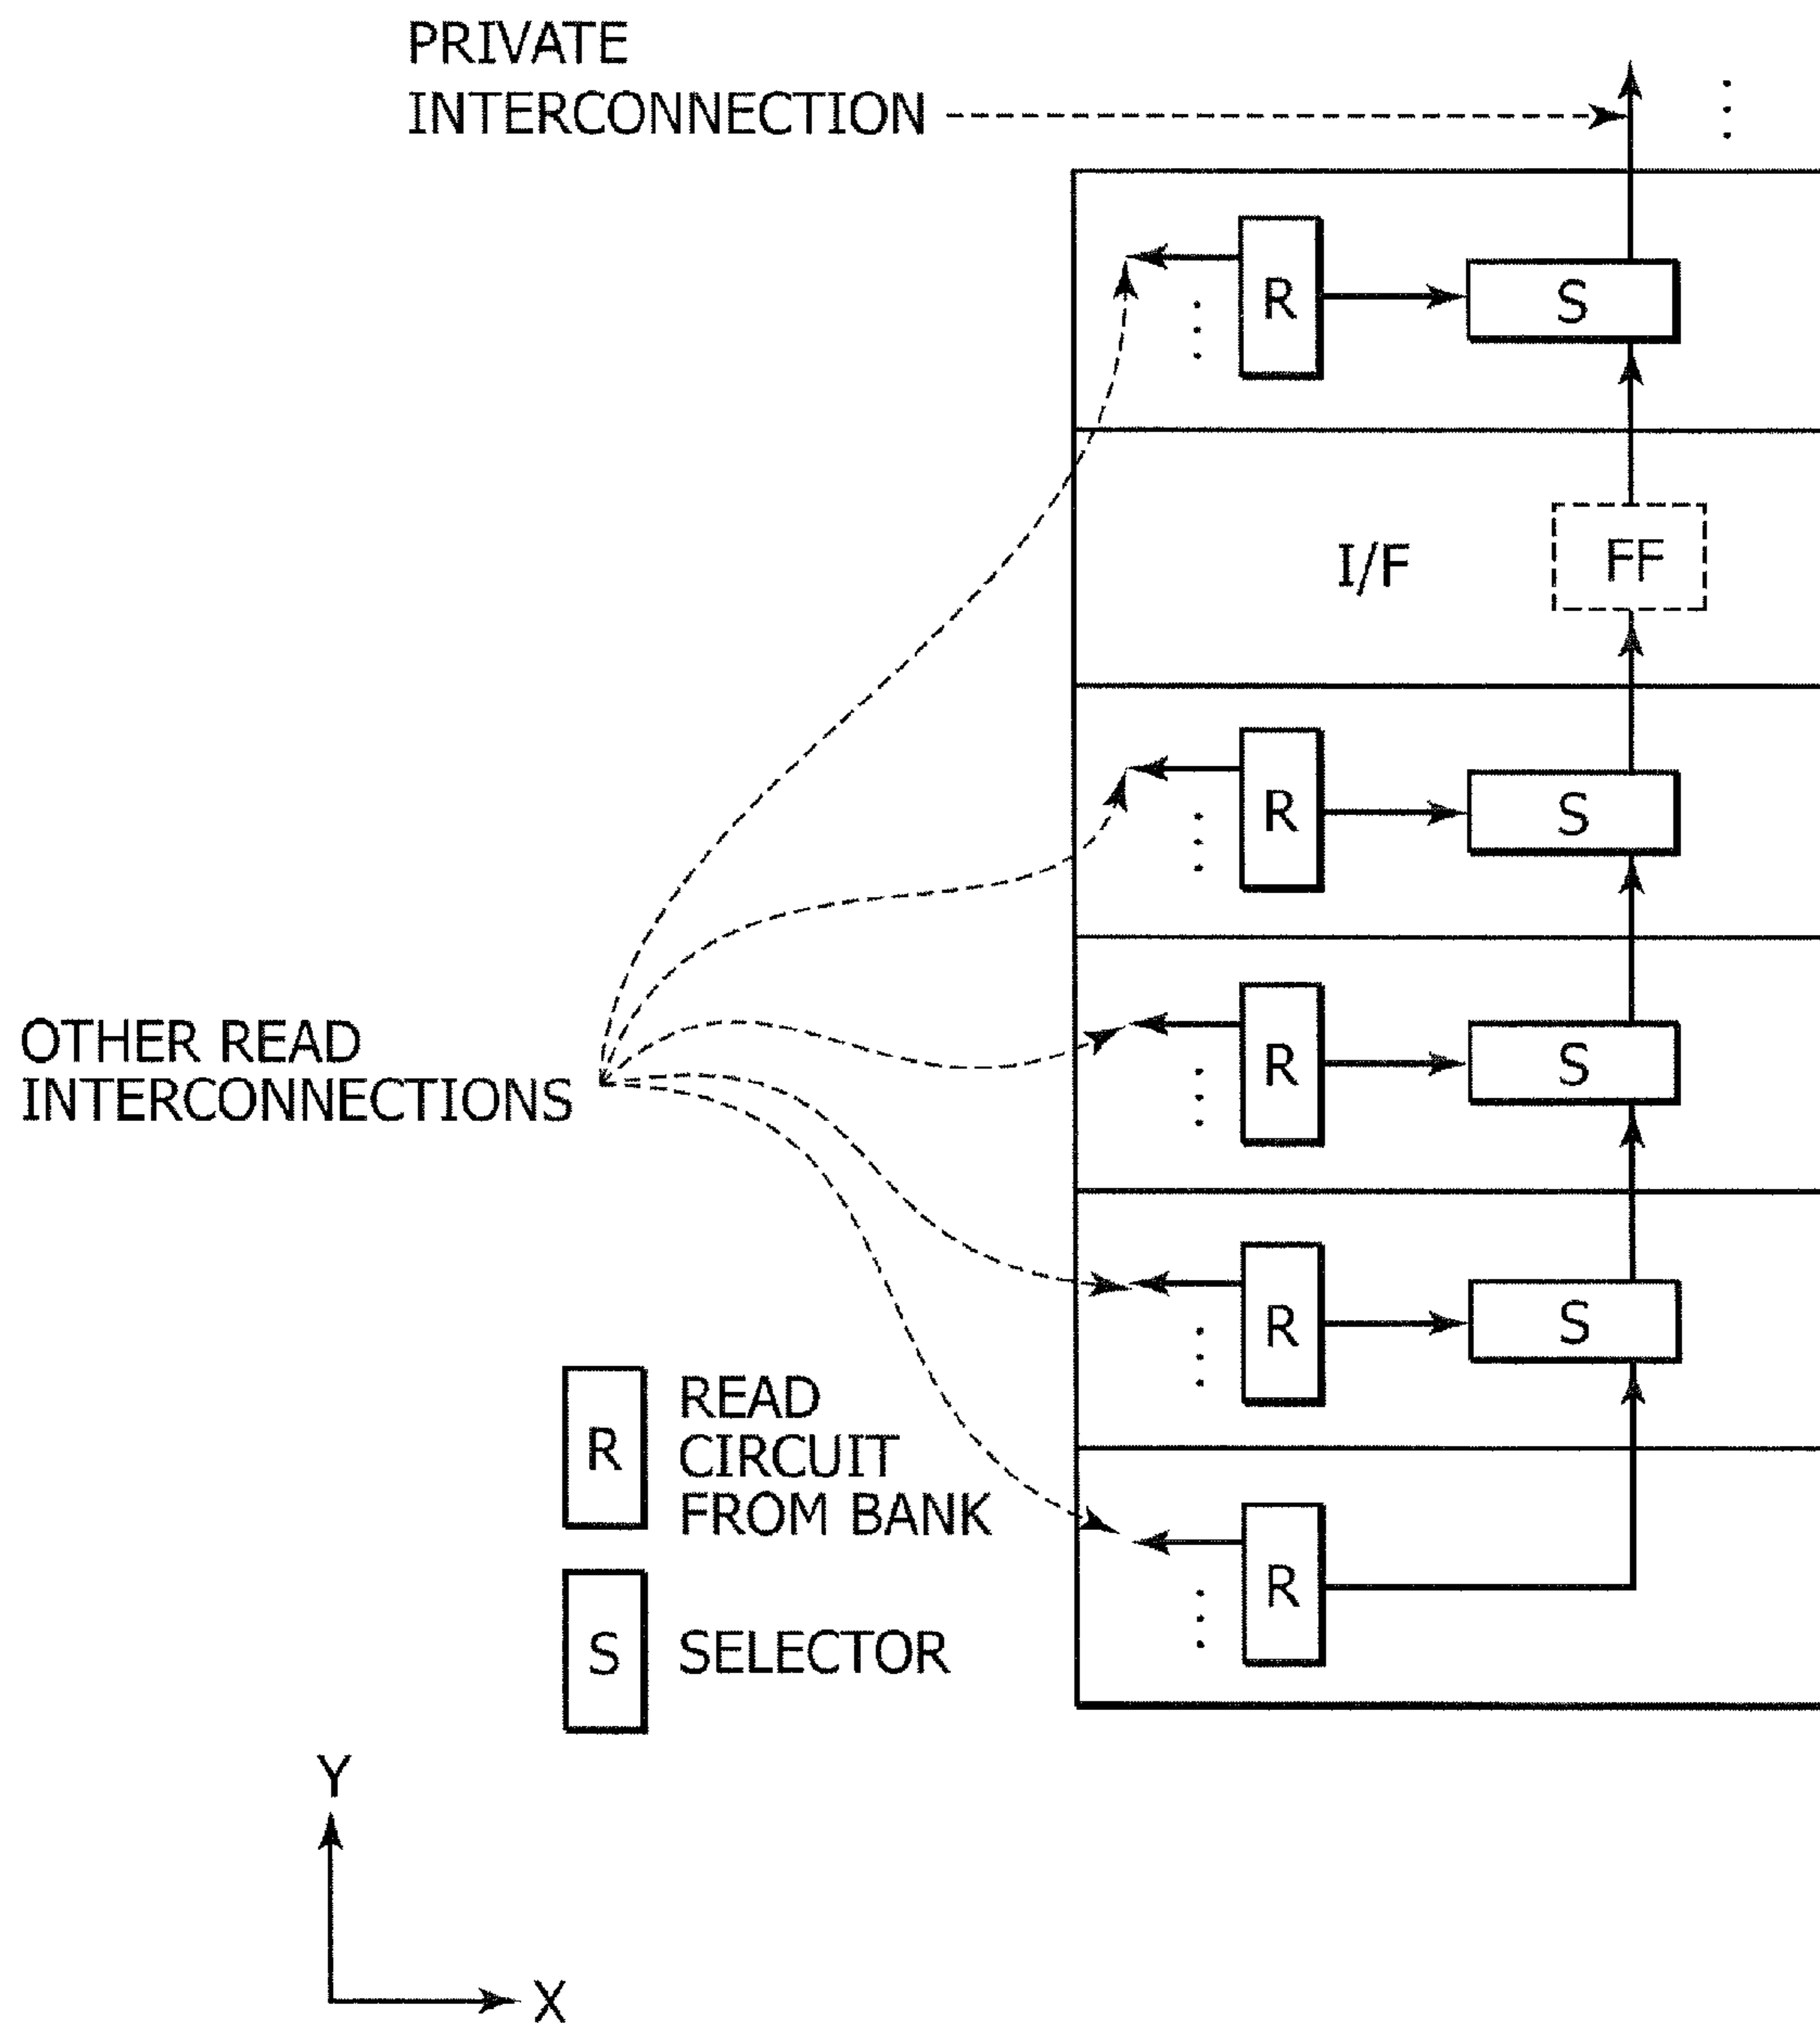 PRIVATE
INTERCONNECTION
R
S
I/F
FF
R
S
R
S
OTHER READ
INTERCONNECTIONS
R
S
R
R
READ
CIRCUIT
FROM BANK
S
SELECTOR
Y
X